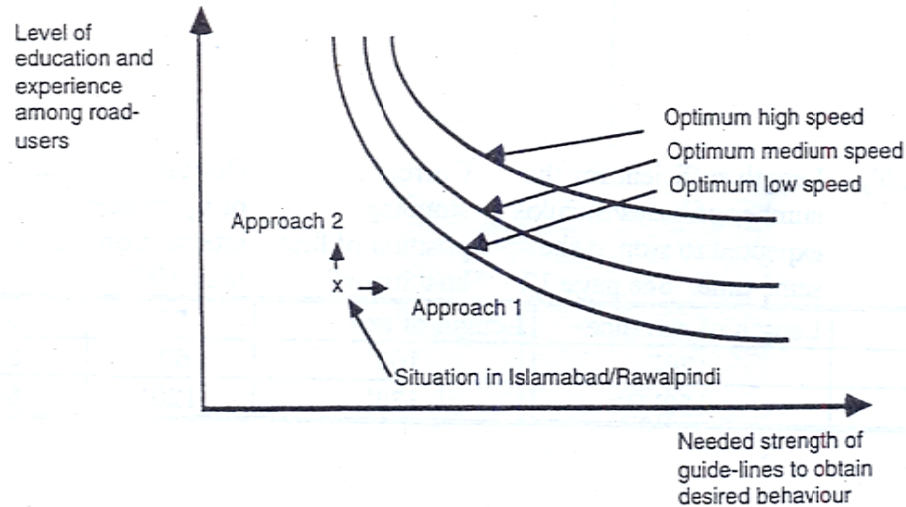 Level of
education and
experience
among road-
users
Optimum high speed
Optimum medium speed
Optimum low speed
Approach 2
x
Approach 1
Situation in Islamabad/Rawalpindi
Needed strength of
guide-lines to obtain
desired behaviour